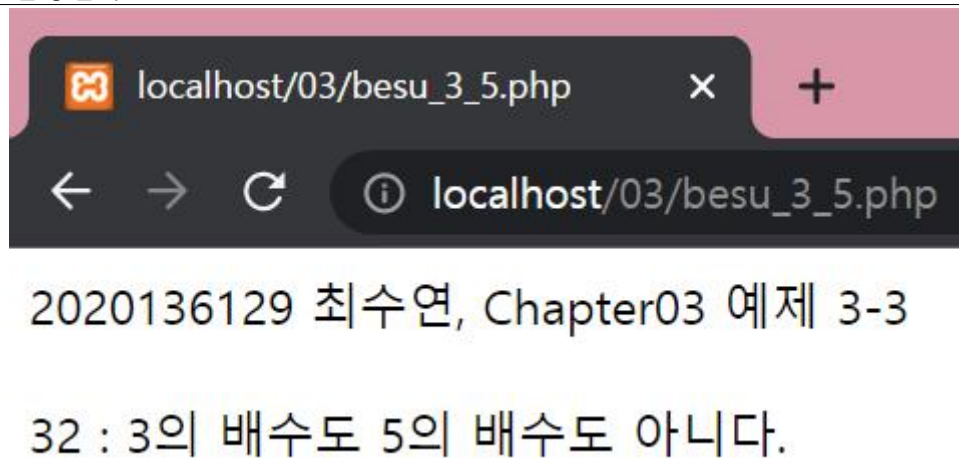 localhost/03/besu_3_5.php
localhost/03/besu_3_5.php
2020136129 최수연, Chapter03 예제 3-3
32 : 3의 배수도 5의 배수도 아니다.